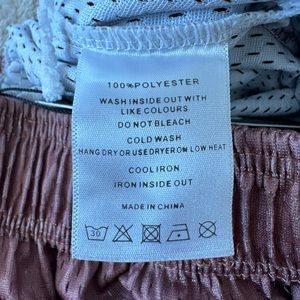 100%POLYESTER
WASH INSIDE OUT WITH
LIKE COLOURS
DO NOT BLEACH
COLD WASH
HANG DRY OR USE DRYER ON LOW HEAT
COOL IRON
IRON INSIDE OUT
MADE IN CHINA
30